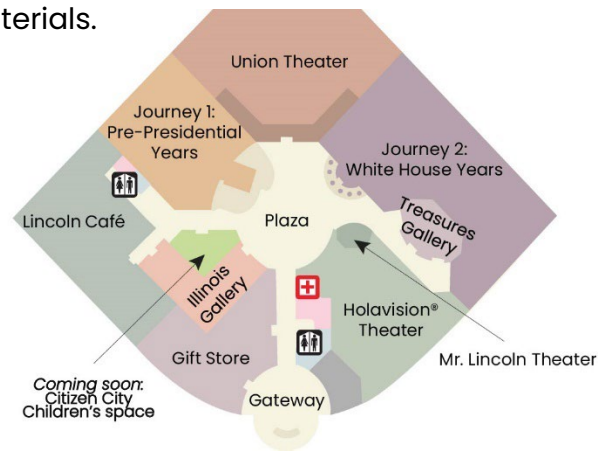 terials.
Union Theater
Journey 1:
Pre-Presidential
Years
Journey 2:
White House Years
Lincoln Café
Plaza
Treasures
Gallery
Illinois
Gallery
Holavision®
Theater
Gift Store
Mr. Lincoln Theater
Coming soon:
Citizen City
Children's space
Gateway